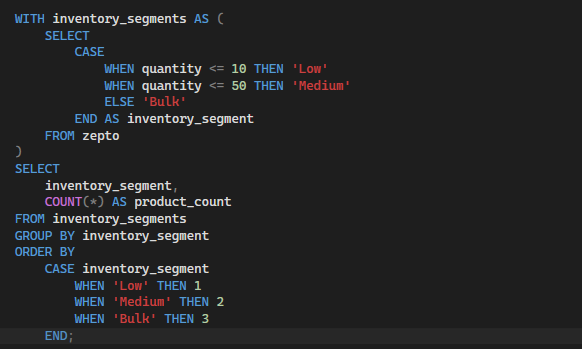 WITH inventory_segments AS (
    SELECT
        CASE
            WHEN quantity <= 10 THEN 'Low'
            WHEN quantity <= 50 THEN 'Medium'
            ELSE 'Bulk'
        END AS inventory_segment
    FROM zepto
)
SELECT
    inventory_segment,
    COUNT(*) AS product_count
FROM inventory_segments
GROUP BY inventory_segment
ORDER BY
    CASE inventory_segment
        WHEN 'Low' THEN 1
        WHEN 'Medium' THEN 2
        WHEN 'Bulk' THEN 3
    END;